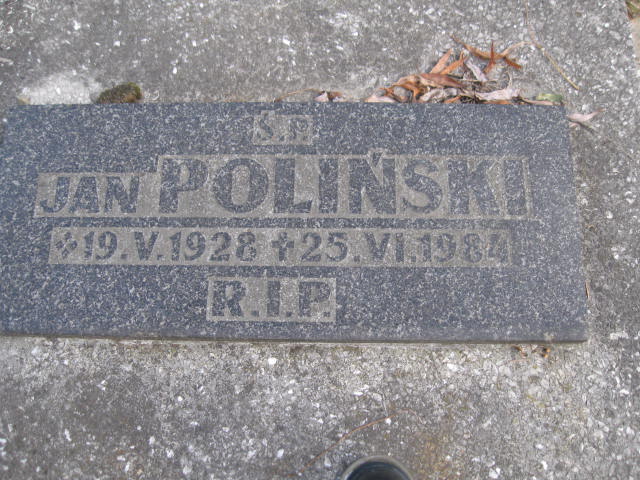 Ś.P.
JAN POLIŃSKI
✣19.V.1928 ✝25.VI.1984
R.I.P.